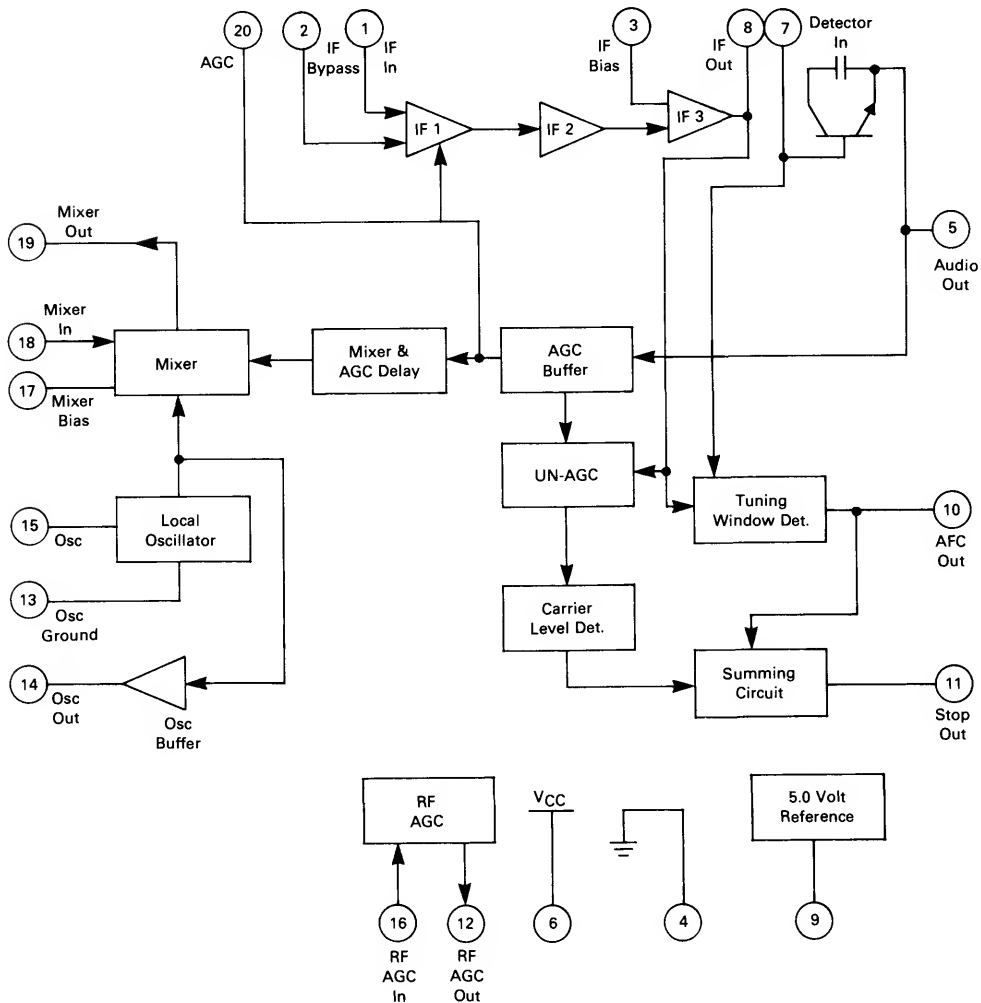 20
AGC
2
IF
Bypass
1
IF
In
3
IF
Bias
8
IF
Out
7
Detector
In
IF 1
IF 2
IF 3
5
Audio
Out
19
Mixer
Out
18
Mixer
In
17
Mixer
Bias
Mixer
Mixer &
AGC Delay
AGC
Buffer
UN-AGC
Tuning
Window Det.
10
AFC
Out
15
Osc
Local
Oscillator
13
Osc
Ground
Carrier
Level Det.
Summing
Circuit
11
Stop
Out
14
Osc
Out
Osc
Buffer
RF
AGC
16
RF
AGC
In
12
RF
AGC
Out
VCC
6
4
5.0 Volt
Reference
9